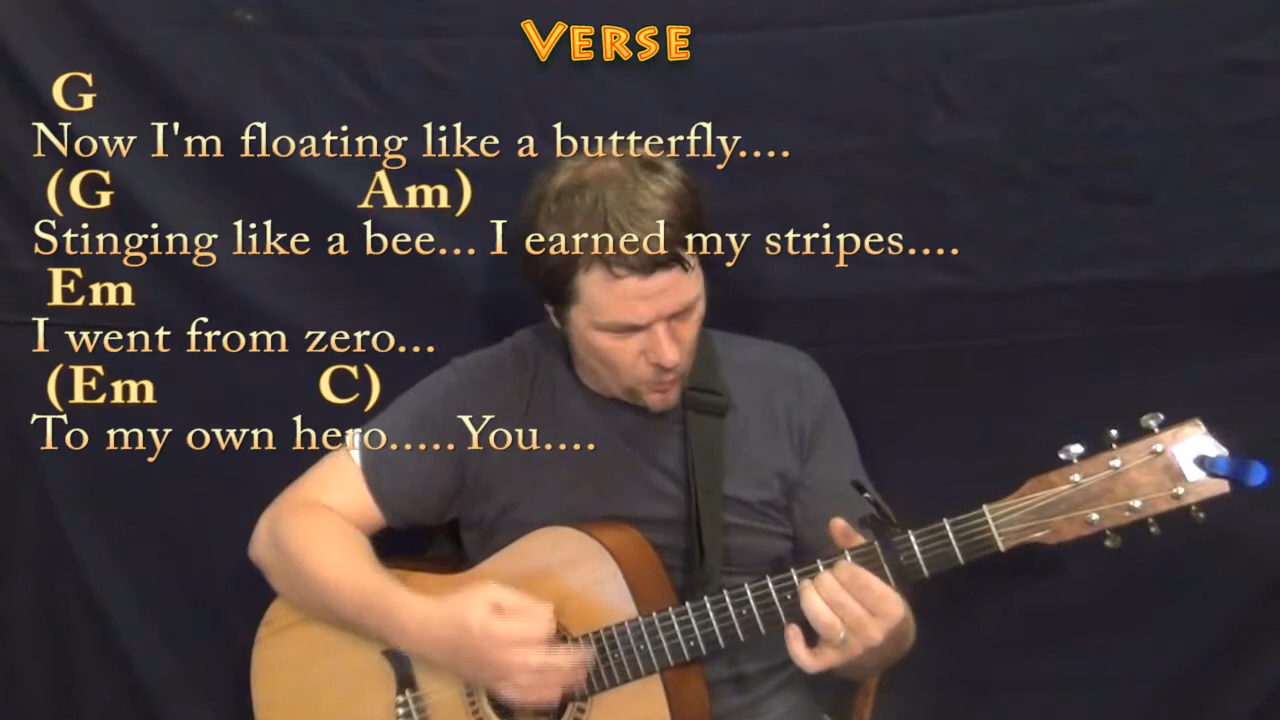 VERSE
G
Now I'm floating like a butterfly....
(G Am)
Stinging like a bee... I earned my stripes....
Em
I went from zero...
(Em C)
To my own hero.....You....